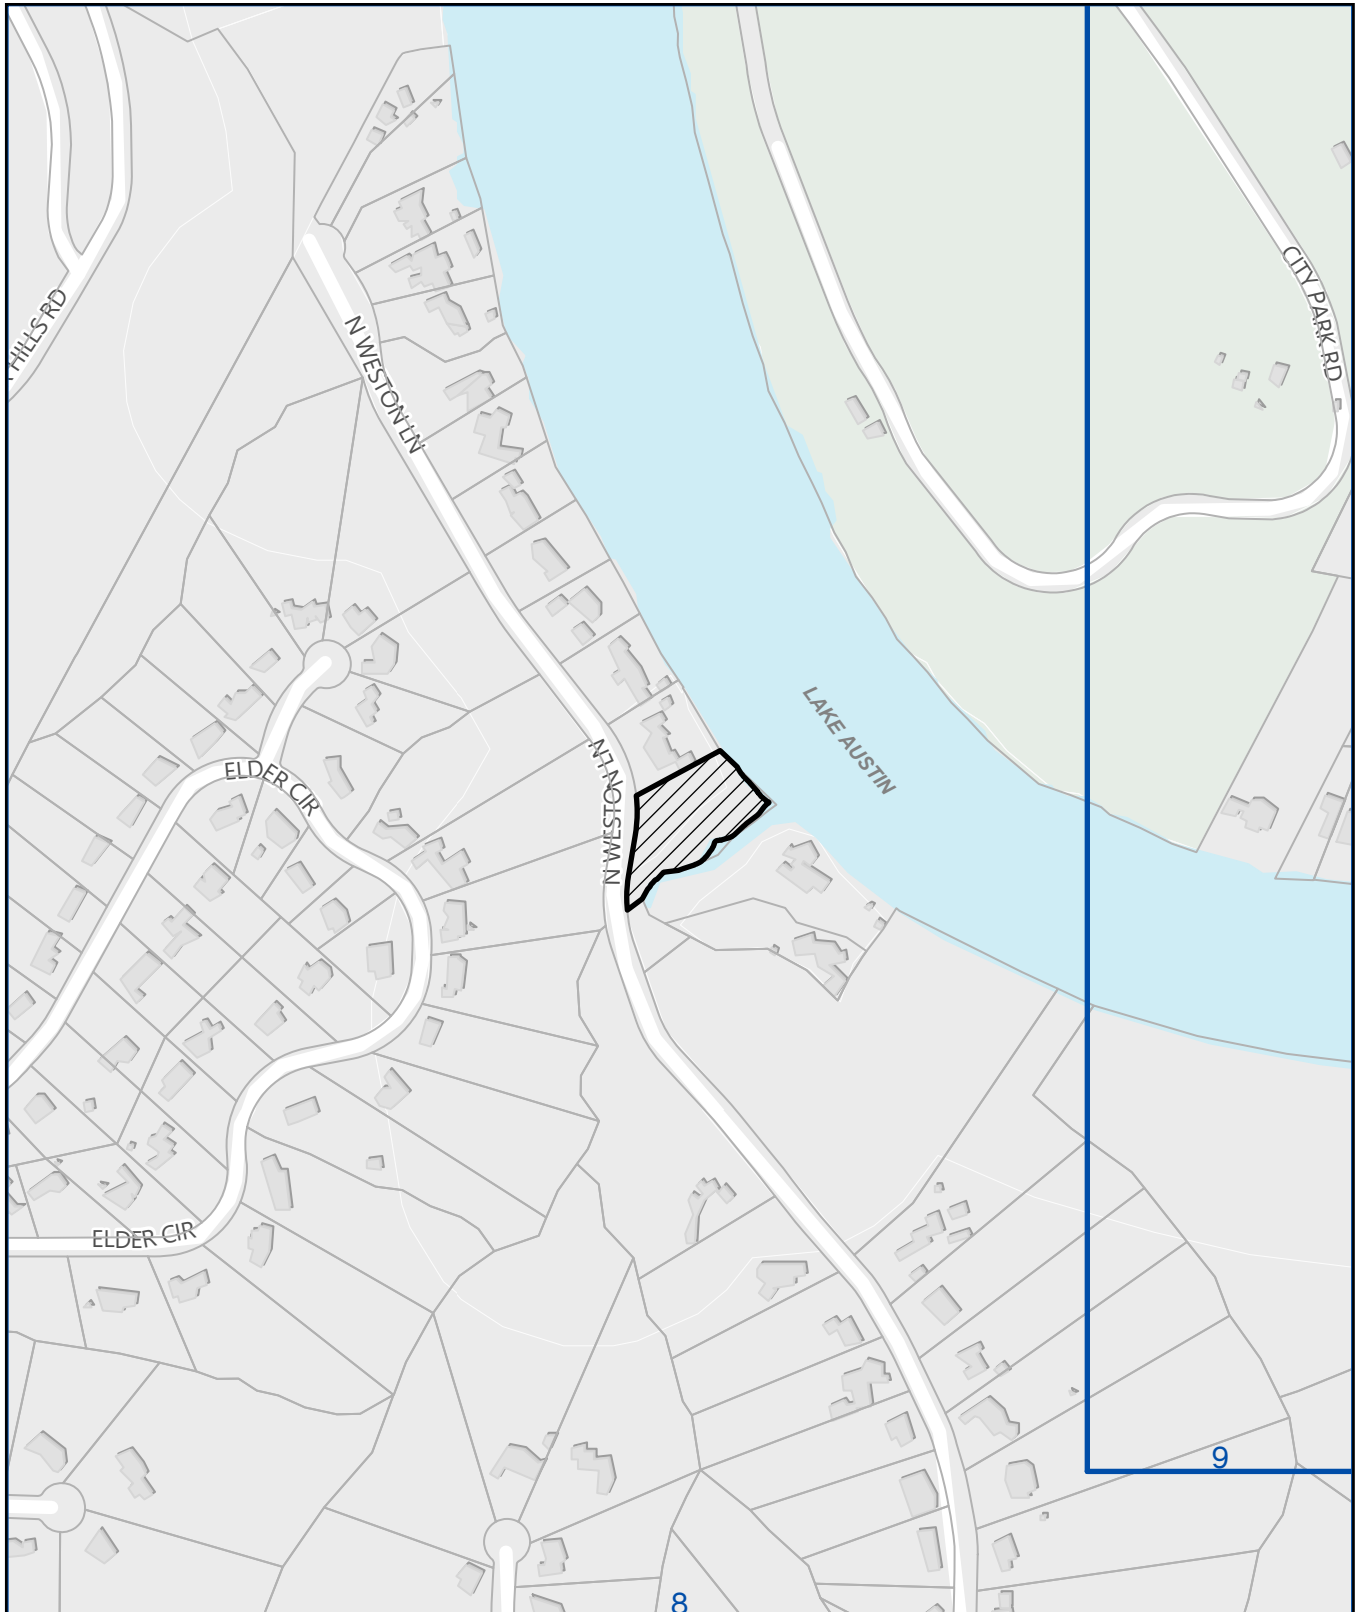 CITY PARK RD
HILLS RD
N WESTON LN
LAKE AUSTIN
N WESTON LN
ELDER CIR
ELDER CIR
9
8